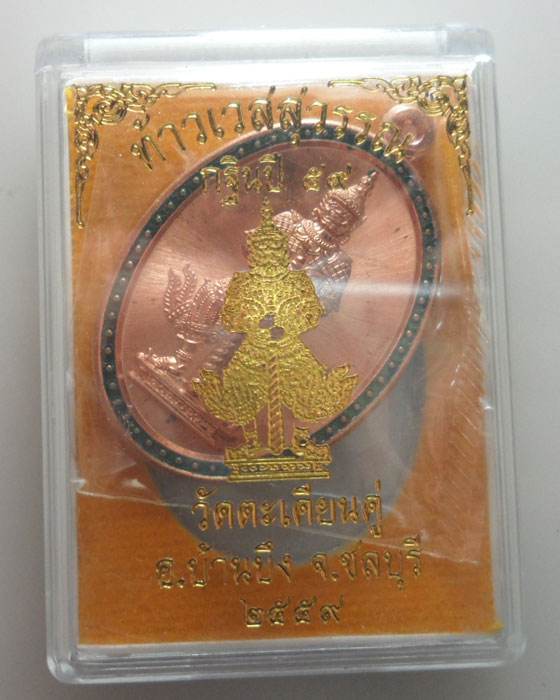 ท้าวเวสสุวรรณ
กฐินปี ๕๙
วัดตะเคียนคู่
อ.บ้านบึง จ.ชลบุรี
๒๕๕๙